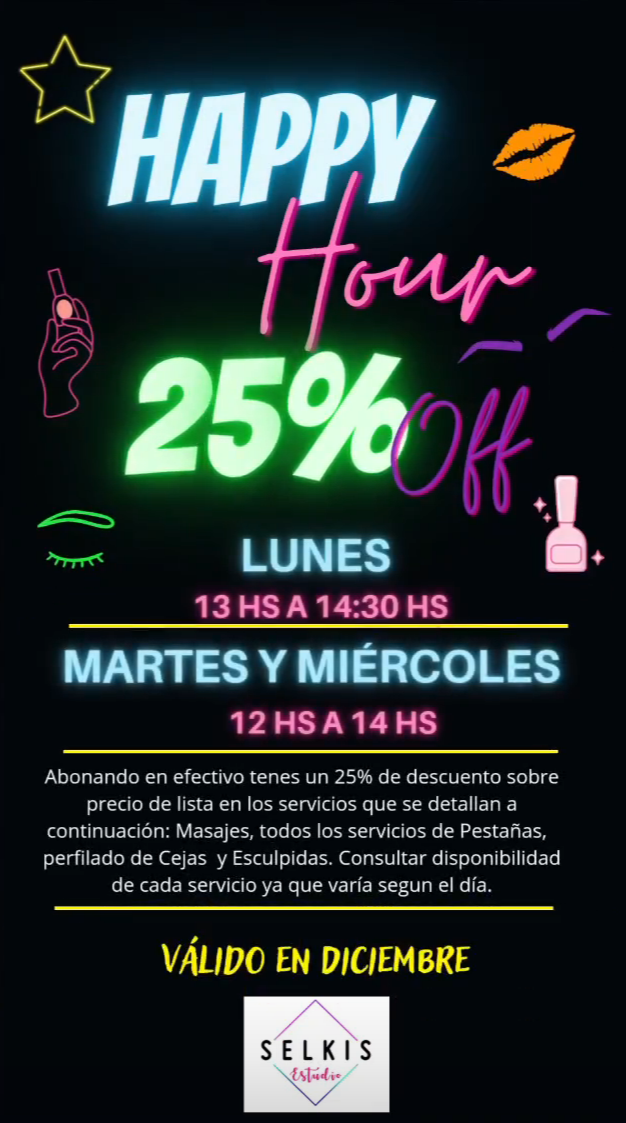 HAPPY
Hour
25% Off
LUNES
13 HS A 14:30 HS
MARTES Y MIÉRCOLES
12 HS A 14 HS
Abonando en efectivo tenes un 25% de descuento sobre
precio de lista en los servicios que se detallan a
continuación: Masajes, todos los servicios de Pestañas,
perfilado de Cejas y Esculpidas. Consultar disponibilidad
de cada servicio ya que varía segun el día.
VÁLIDO EN DICIEMBRE
SELKIS
Estudio